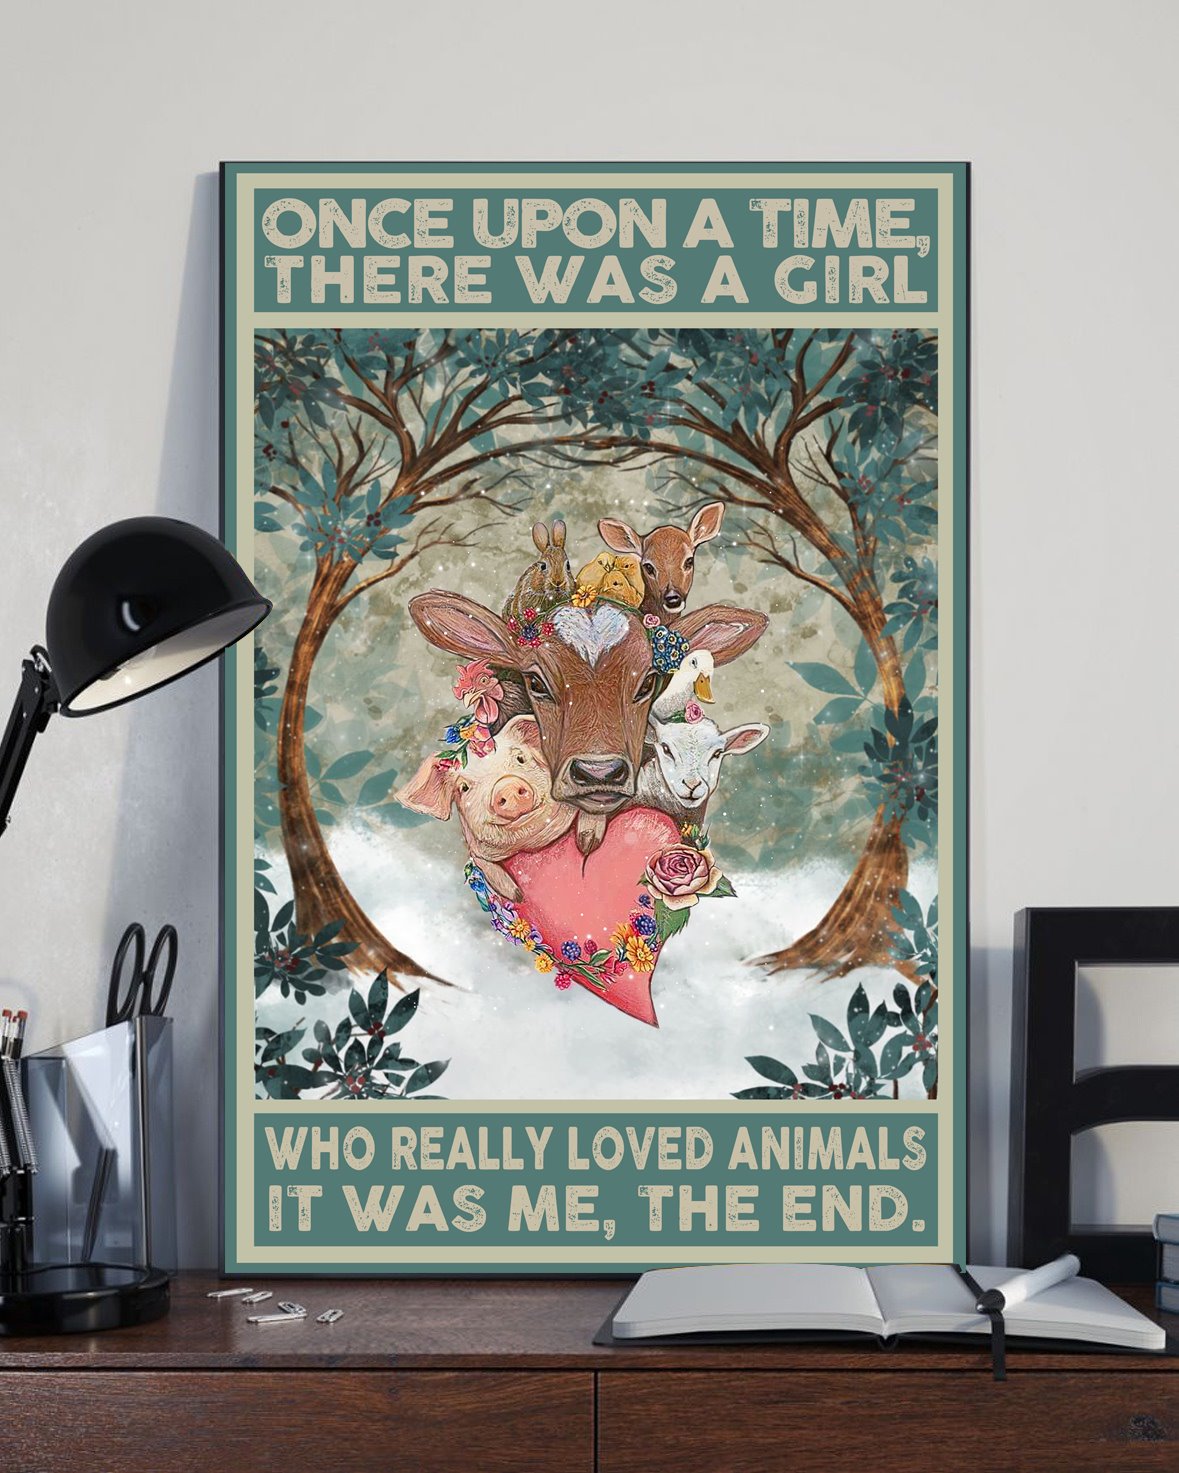 ONCE UPON A TIME,
THERE WAS A GIRL
WHO REALLY LOVED ANIMALS
IT WAS ME, THE END.